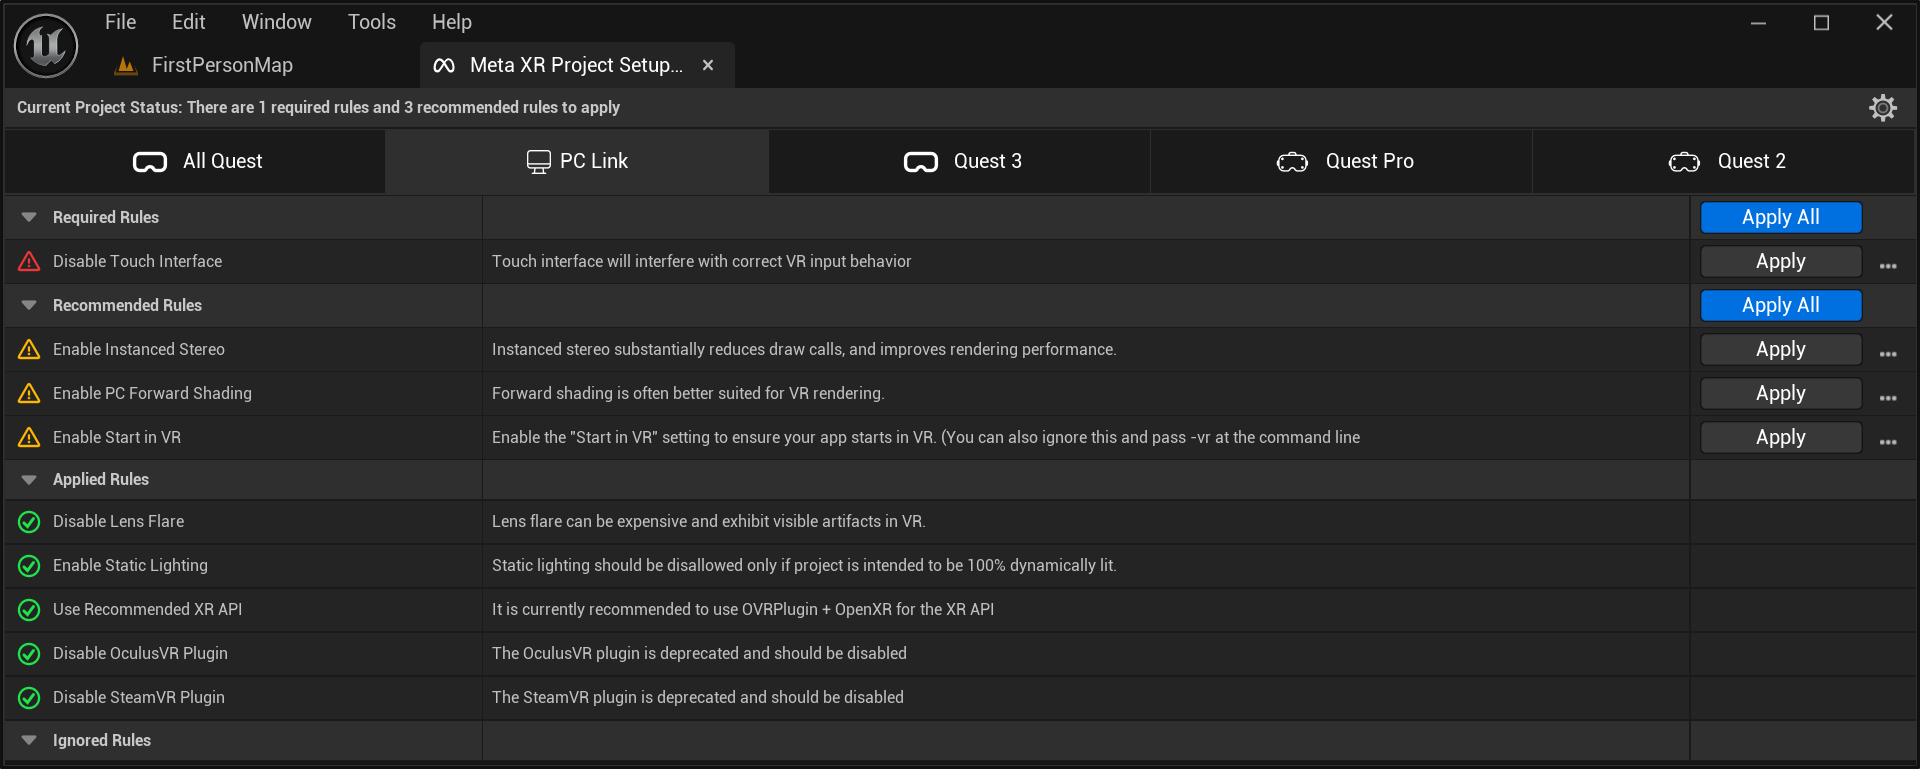 File Edit Window Tools Help
FirstPersonMap Meta XR Project Setup...
Current Project Status: There are 1 required rules and 3 recommended rules to apply
All Quest PC Link Quest 3 Quest Pro Quest 2
Required Rules Apply All
Disable Touch Interface Touch interface will interfere with correct VR input behavior Apply ...
Recommended Rules Apply All
Enable Instanced Stereo Instanced stereo substantially reduces draw calls, and improves rendering performance. Apply ...
Enable PC Forward Shading Forward shading is often better suited for VR rendering. Apply ...
Enable Start in VR Enable the "Start in VR" setting to ensure your app starts in VR. (You can also ignore this and pass -vr at the command line Apply ...
Applied Rules
Disable Lens Flare Lens flare can be expensive and exhibit visible artifacts in VR.
Enable Static Lighting Static lighting should be disallowed only if project is intended to be 100% dynamically lit.
Use Recommended XR API It is currently recommended to use OVRPlugin + OpenXR for the XR API
Disable OculusVR Plugin The OculusVR plugin is deprecated and should be disabled
Disable SteamVR Plugin The SteamVR plugin is deprecated and should be disabled
Ignored Rules